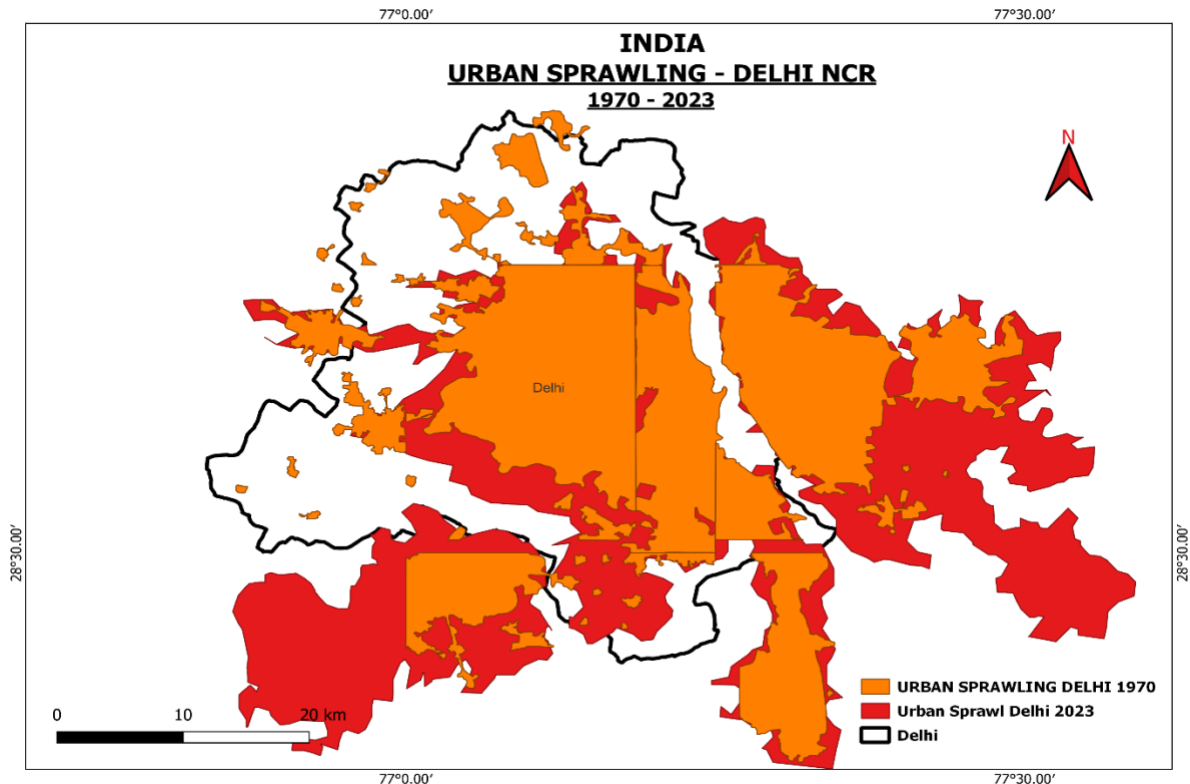 77°0.00′ 77°30.00′
INDIA
URBAN SPRAWLING - DELHI NCR
1970 - 2023
N
Delhi
28°30.00′ 28°30.00′
URBAN SPRAWLING DELHI 1970
Urban Sprawl Delhi 2023
Delhi
0 10 20 km
77°0.00′ 77°30.00′